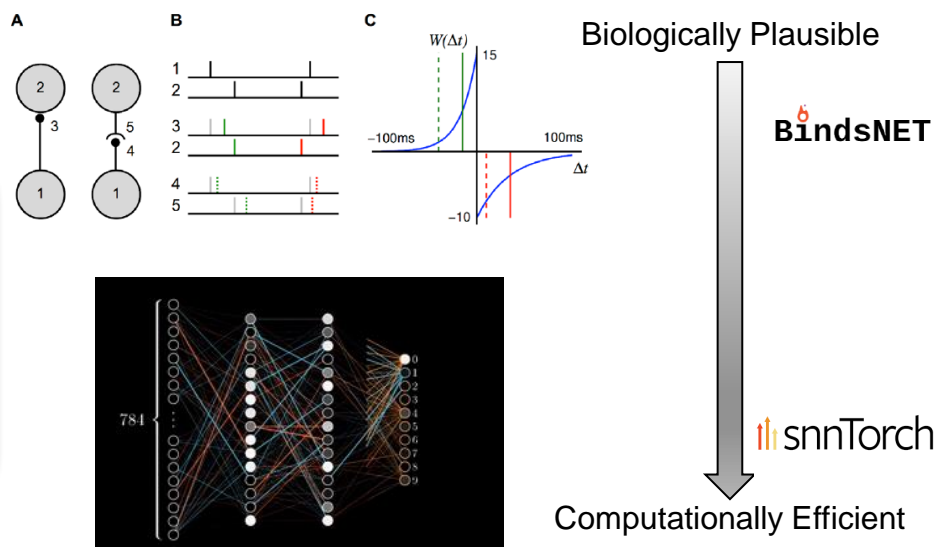 A
B
C
Biologically Plausible
2
2
3
5
4
1
1
1
2
3
2
4
5
W(Δt)
15
−100ms
100ms
Δt
−10
BindsNET
784
0
1
2
3
4
5
6
7
8
9
snnTorch
Computationally Efficient